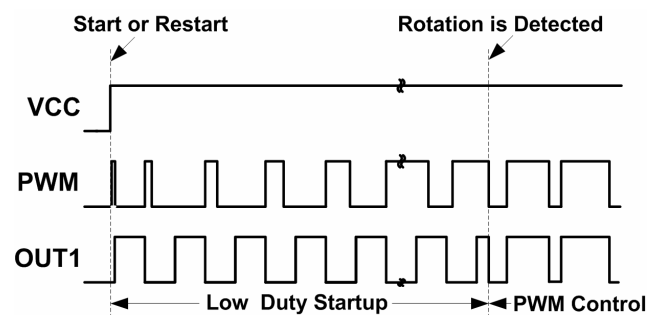 Start or Restart
Rotation is Detected
VCC
PWM
OUT1
Low Duty Startup
PWM Control